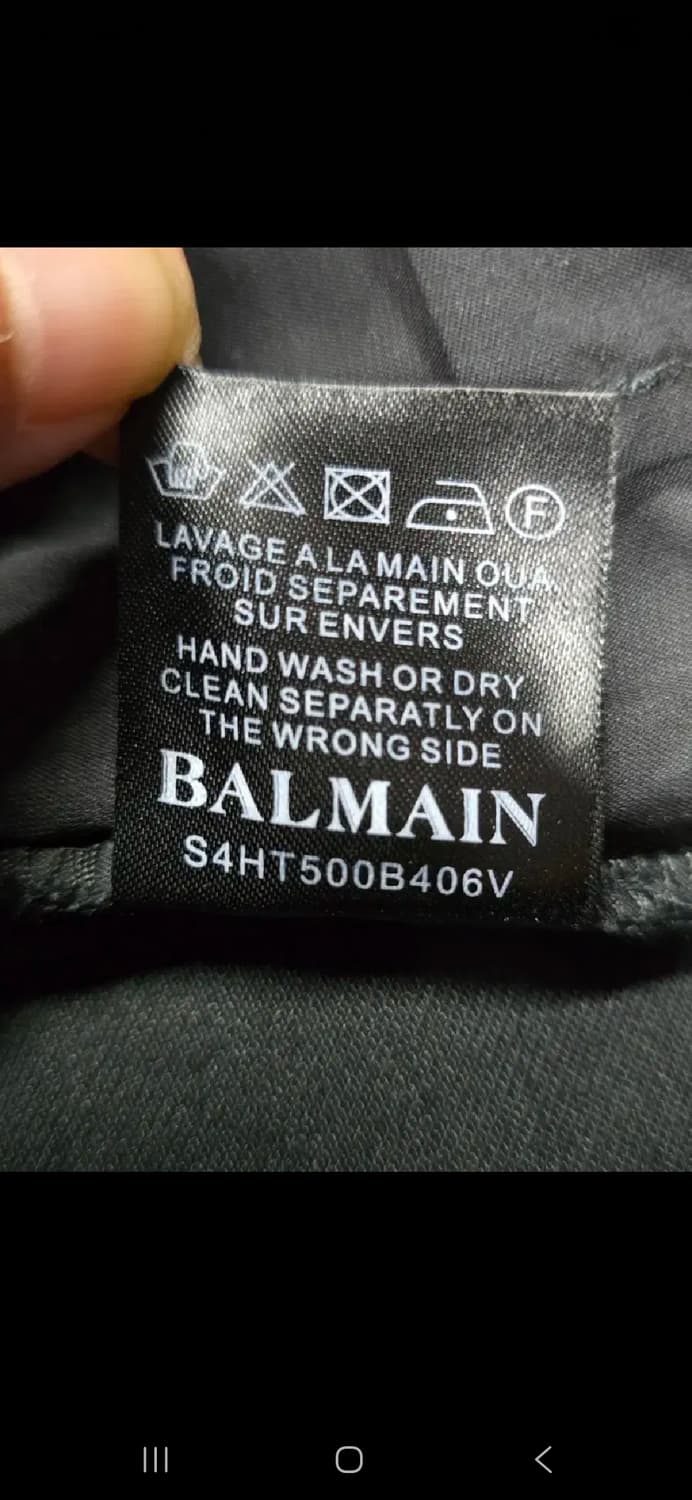 F
LAVAGE A LA MAIN OUA
FROID SEPAREMENT
SUR ENVERS
HAND WASH OR DRY
CLEAN SEPARATLY ON
THE WRONG SIDE
BALMAIN
S4HT500B406V